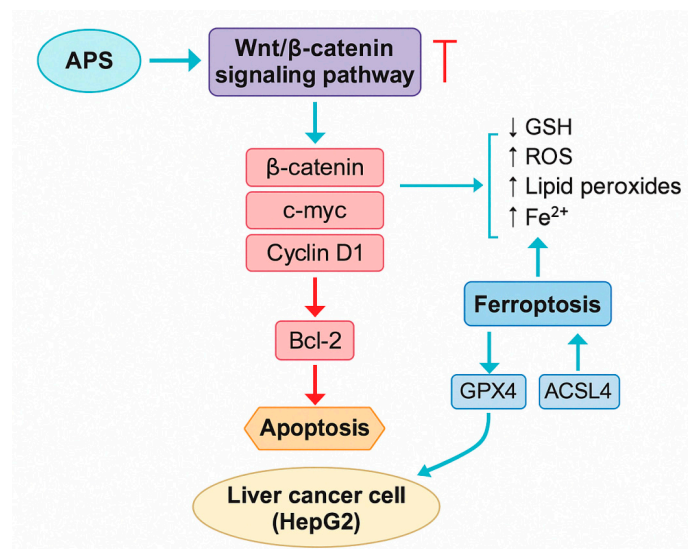 APS
Wnt/β-catenin
signaling pathway
β-catenin
c-myc
Cyclin D1
Bcl-2
Apoptosis
Liver cancer cell
(HepG2)
↓ GSH
↑ ROS
↑ Lipid peroxides
↑ Fe²⁺
Ferroptosis
GPX4
ACSL4